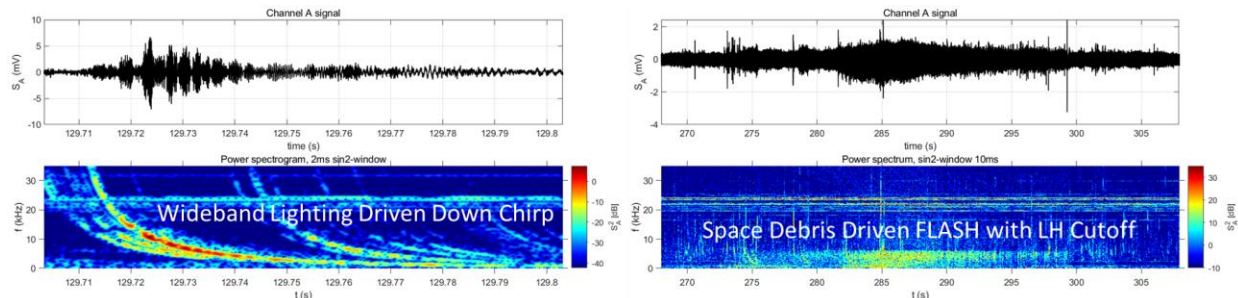 Channel A signal
10
5
0
-5
-10
S_A (mV)
129.71 129.72 129.73 129.74 129.75 129.76 129.77 129.78 129.79 129.8
time (s)
Power spectrogram, 2ms sin2-window
30
20
10
0
f (kHz)
Wideband Lighting Driven Down Chirp
0
-10
-20
-30
-40
S_A^2 [dB]
129.71 129.72 129.73 129.74 129.75 129.76 129.77 129.78 129.79 129.8
t (s)
Channel A signal
2
0
-2
-4
S_A (mV)
270 275 280 285 290 295 300 305
time (s)
Power spectrum, sin2-window 10ms
30
20
10
0
f (kHz)
Space Debris Driven FLASH with LH Cutoff
30
20
10
0
-10
S_A^2 [dB]
270 275 280 285 290 295 300 305
t (s)